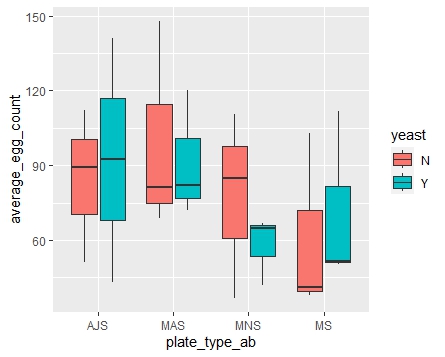 150
120
90
60
average_egg_count
AJS
MAS
MNS
MS
plate_type_ab
yeast
N
Y